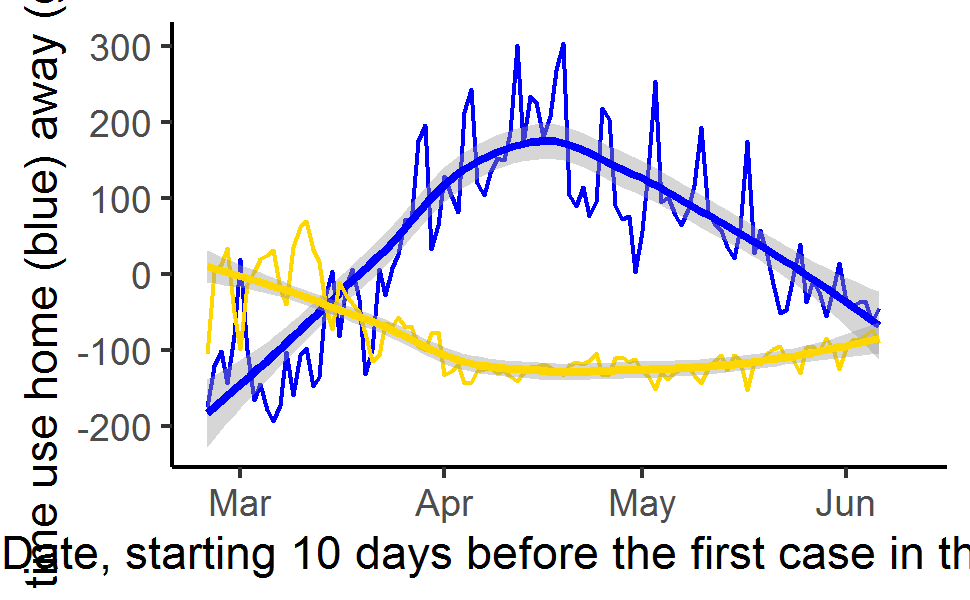 time use home (blue) away (
300
200
100
0
-100
-200
Mar Apr May Jun
Date, starting 10 days before the first case in th